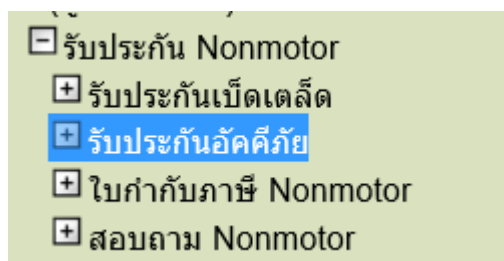 รับประกัน Nonmotor
รับประกันเบ็ดเตล็ด
รับประกันอัคคีภัย
ใบกำกับภาษี Nonmotor
สอบถาม Nonmotor